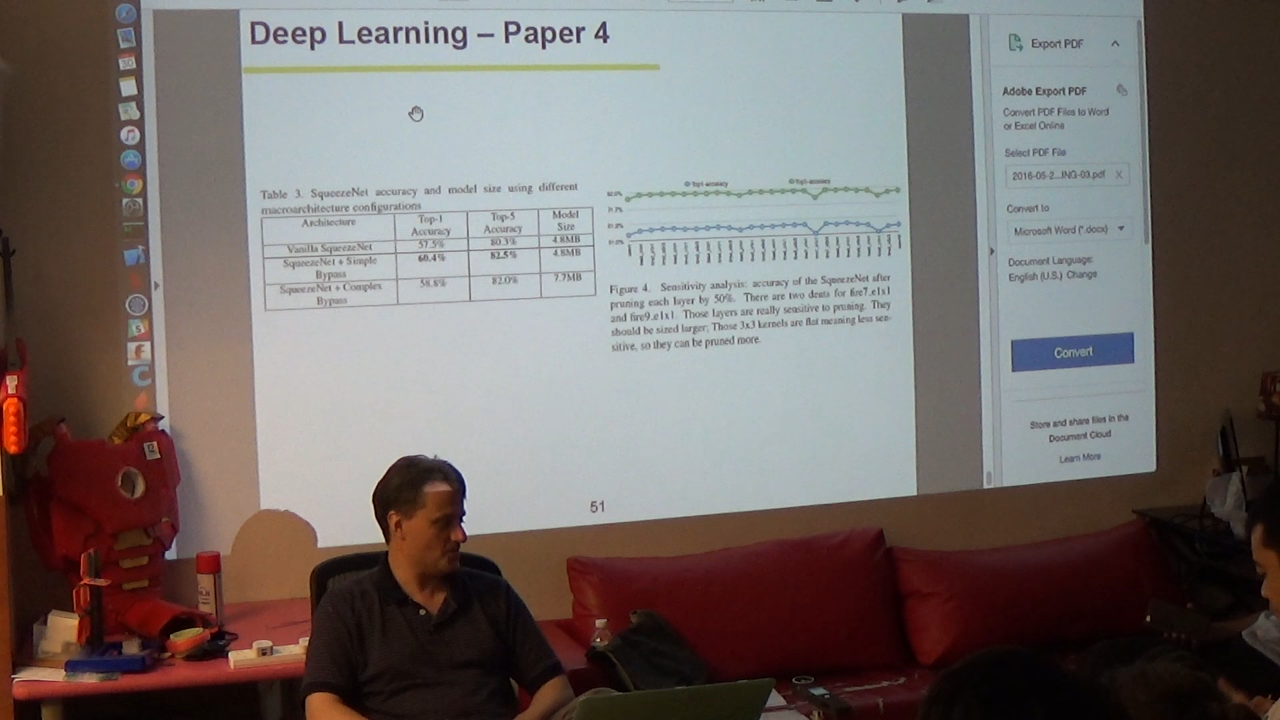 Deep Learning – Paper 4
Table 3. SqueezeNet accuracy and model size using different
macroarchitecture configurations
Architecture Top-1 Accuracy Top-5 Accuracy Model Size
Vanilla SqueezeNet 57.5% 80.3% 4.8MB
SqueezeNet + Simple Bypass 60.4% 82.5% 4.8MB
SqueezeNet + Complex Bypass 58.8% 82.0% 7.7MB
Figure 4. Sensitivity analysis: accuracy of the SqueezeNet after
pruning each layer by 50%. There are two dents for fire7.e1x1
and fire9.e1x1. Those layers are really sensitive to pruning. They
should be sized larger; Those 3x3 kernels are flat meaning less sen-
sitive, so they can be pruned more.
51
Export PDF
Adobe Export PDF
Convert PDF Files to Word
or Excel Online
Select PDF File
2016-05-2...ING-03.pdf X
Convert to
Microsoft Word (*.docx)
Document Language:
English (U.S.) Change
Convert
Store and share files in the
Document Cloud
Learn More